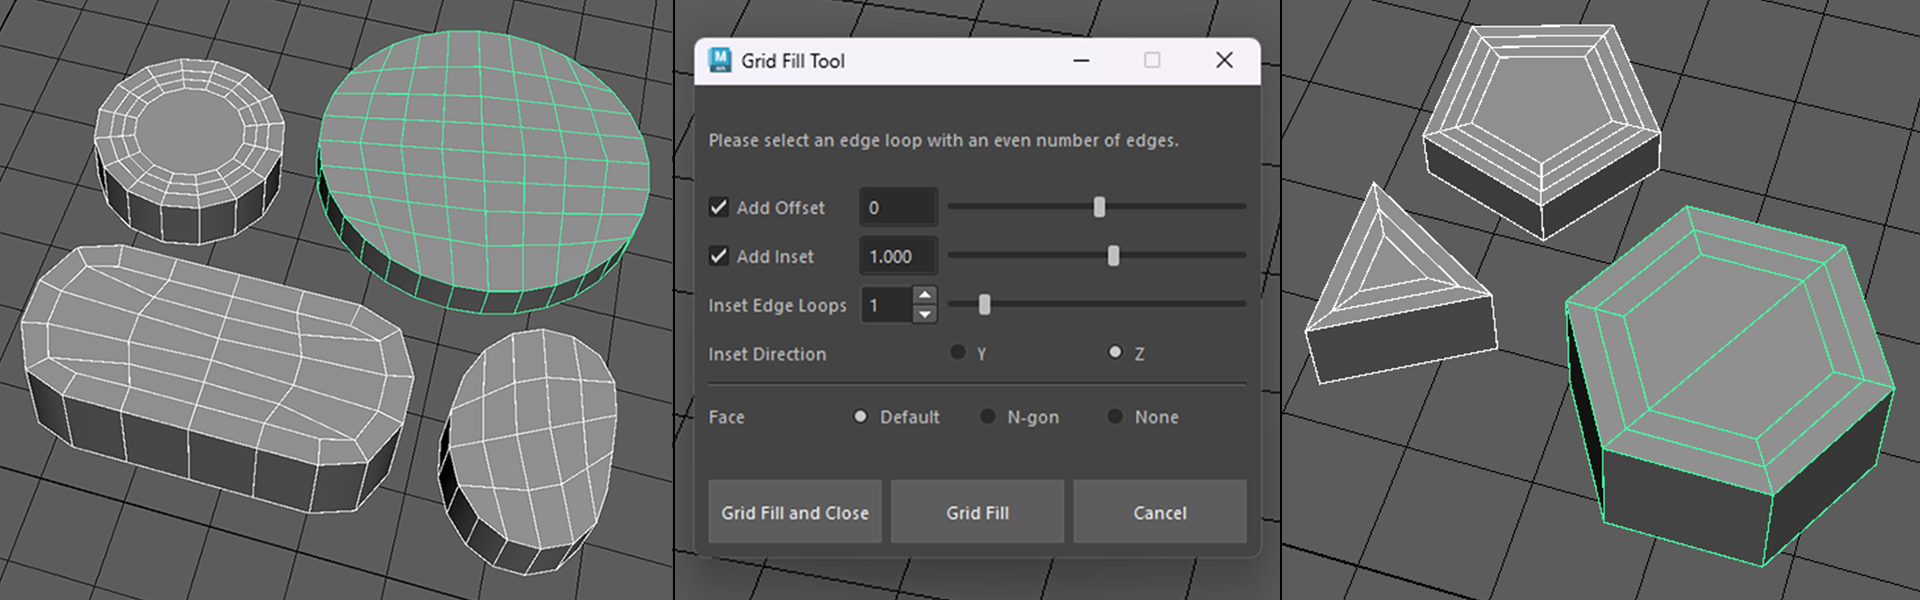 Grid Fill Tool
Please select an edge loop with an even number of edges.
Add Offset 0
Add Inset 1.000
Inset Edge Loops 1
Inset Direction Y Z
Face Default N-gon None
Grid Fill and Close Grid Fill Cancel